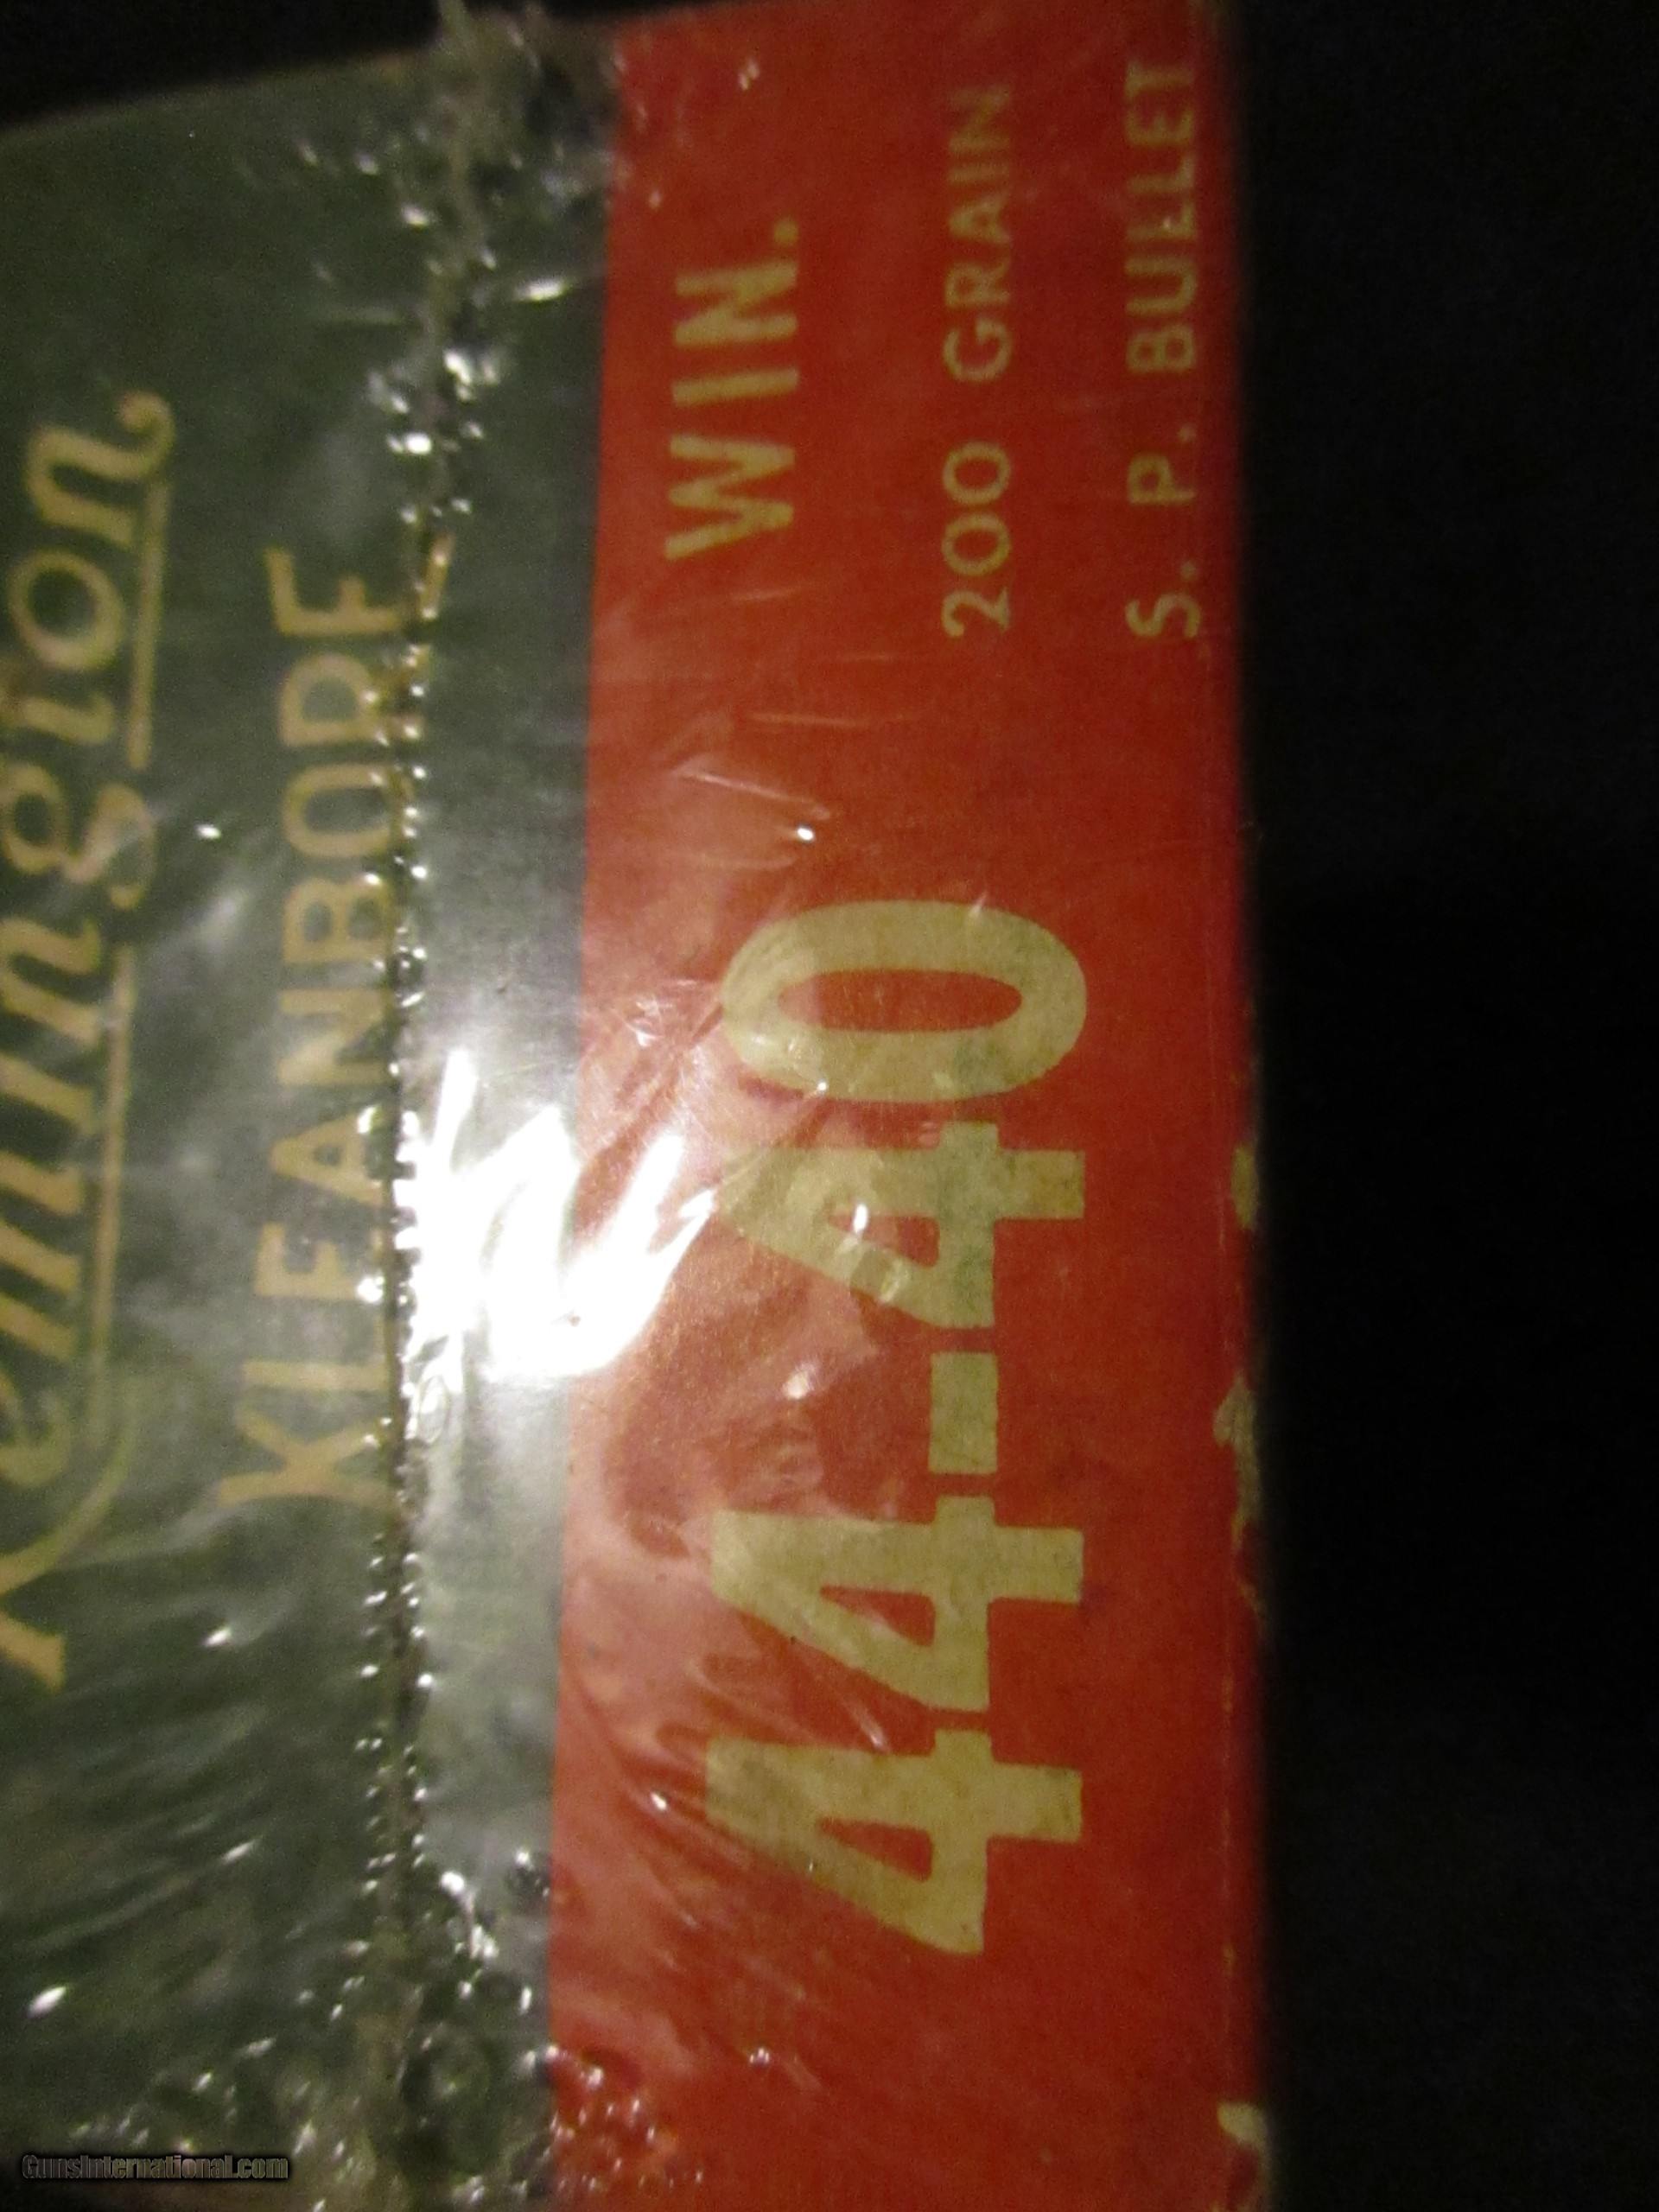 Remington
KLEANBORE
44-40 WIN.
200 GRAIN
S. P. BULLET
GunsInternational.com